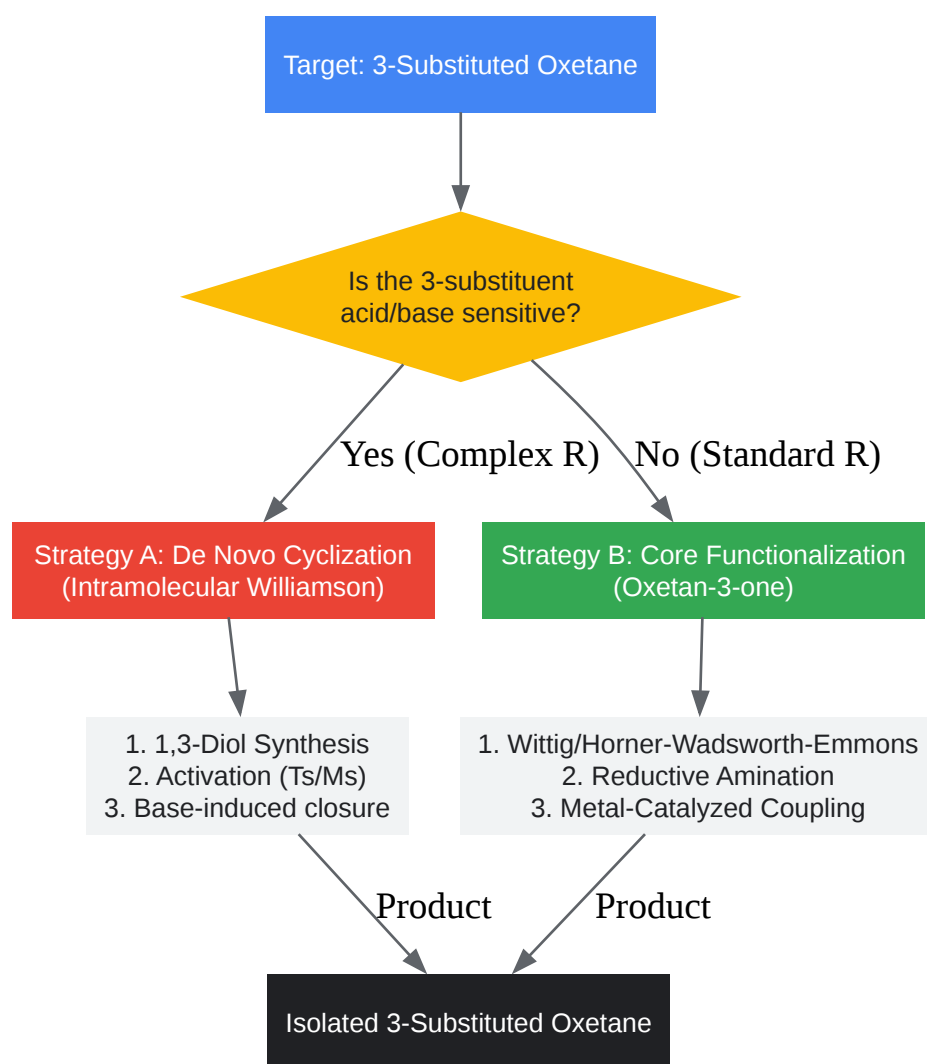 Target: 3-Substituted Oxetane
Is the 3-substituent
acid/base sensitive?
Yes (Complex R)
No (Standard R)
Strategy A: De Novo Cyclization
(Intramolecular Williamson)
Strategy B: Core Functionalization
(Oxetan-3-one)
1. 1,3-Diol Synthesis
2. Activation (Ts/Ms)
3. Base-induced closure
1. Wittig/Horner-Wadsworth-Emmons
2. Reductive Amination
3. Metal-Catalyzed Coupling
Product
Product
Isolated 3-Substituted Oxetane